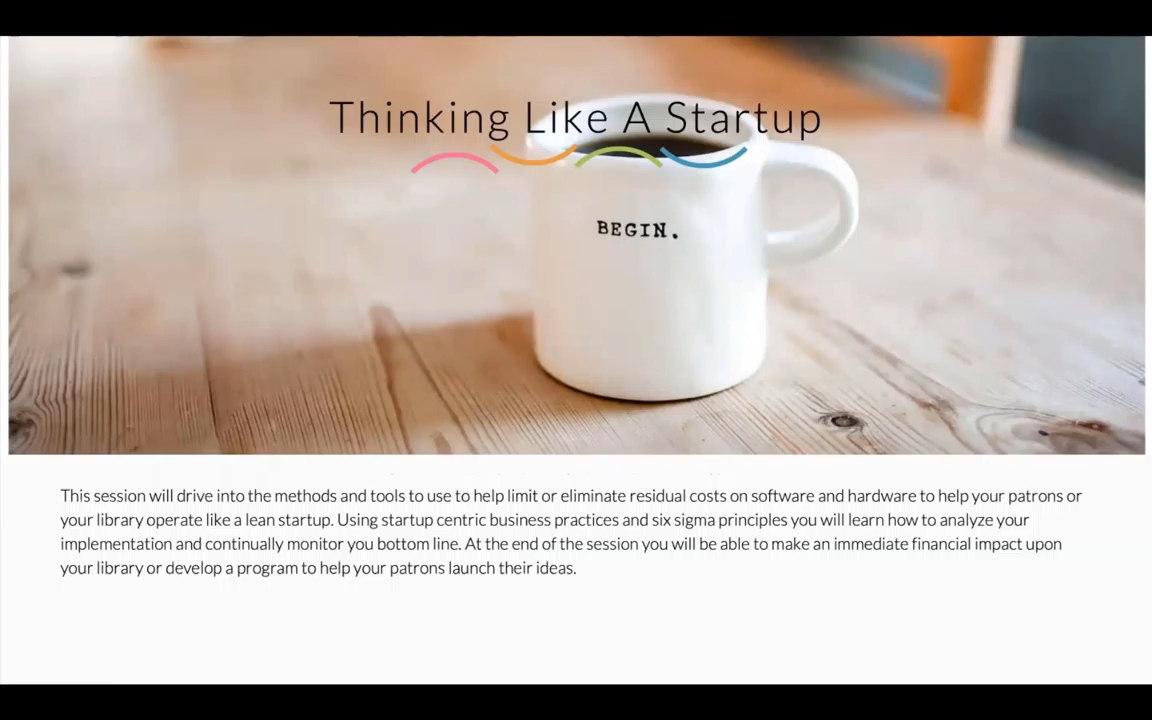 Thinking Like A Startup
BEGIN.
This session will drive into the methods and tools to use to help limit or eliminate residual costs on software and hardware to help your patrons or
your library operate like a lean startup. Using startup centric business practices and six sigma principles you will learn how to analyze your
implementation and continually monitor you bottom line. At the end of the session you will be able to make an immediate financial impact upon
your library or develop a program to help your patrons launch their ideas.